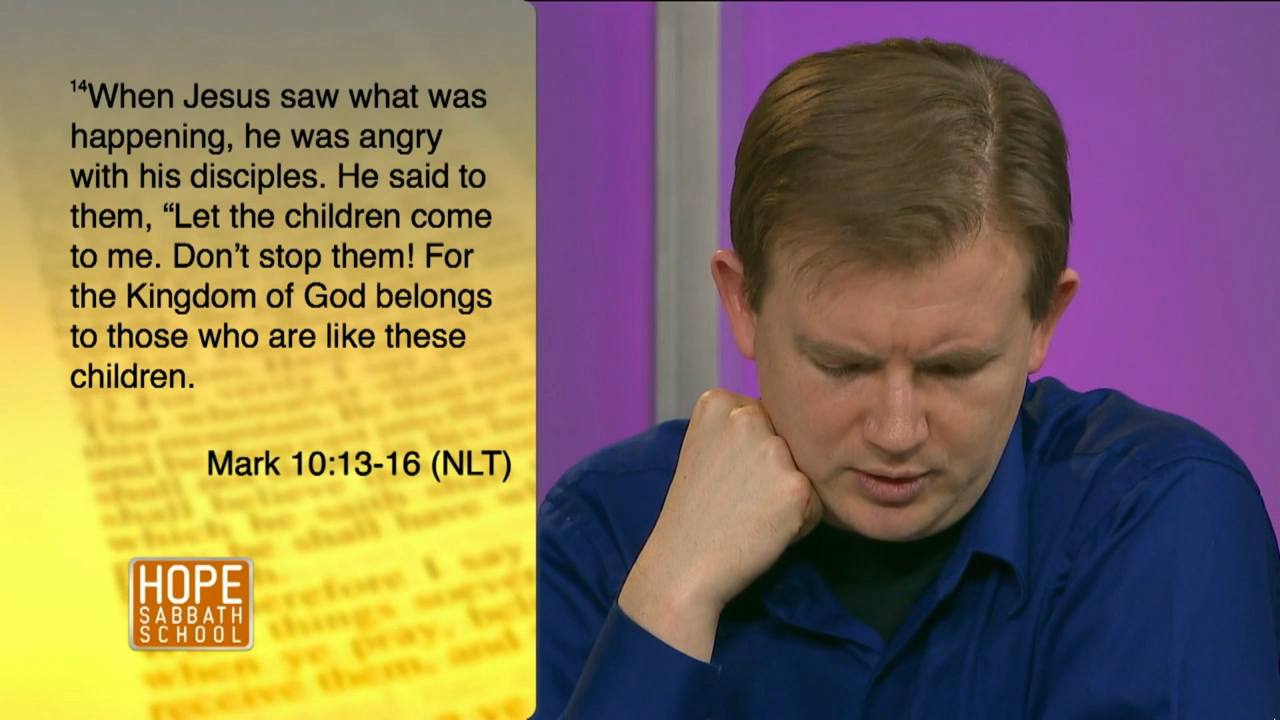 ¹⁴When Jesus saw what was
happening, he was angry
with his disciples. He said to
them, “Let the children come
to me. Don’t stop them! For
the Kingdom of God belongs
to those who are like these
children.
Mark 10:13-16 (NLT)
HOPE
SABBATH
SCHOOL